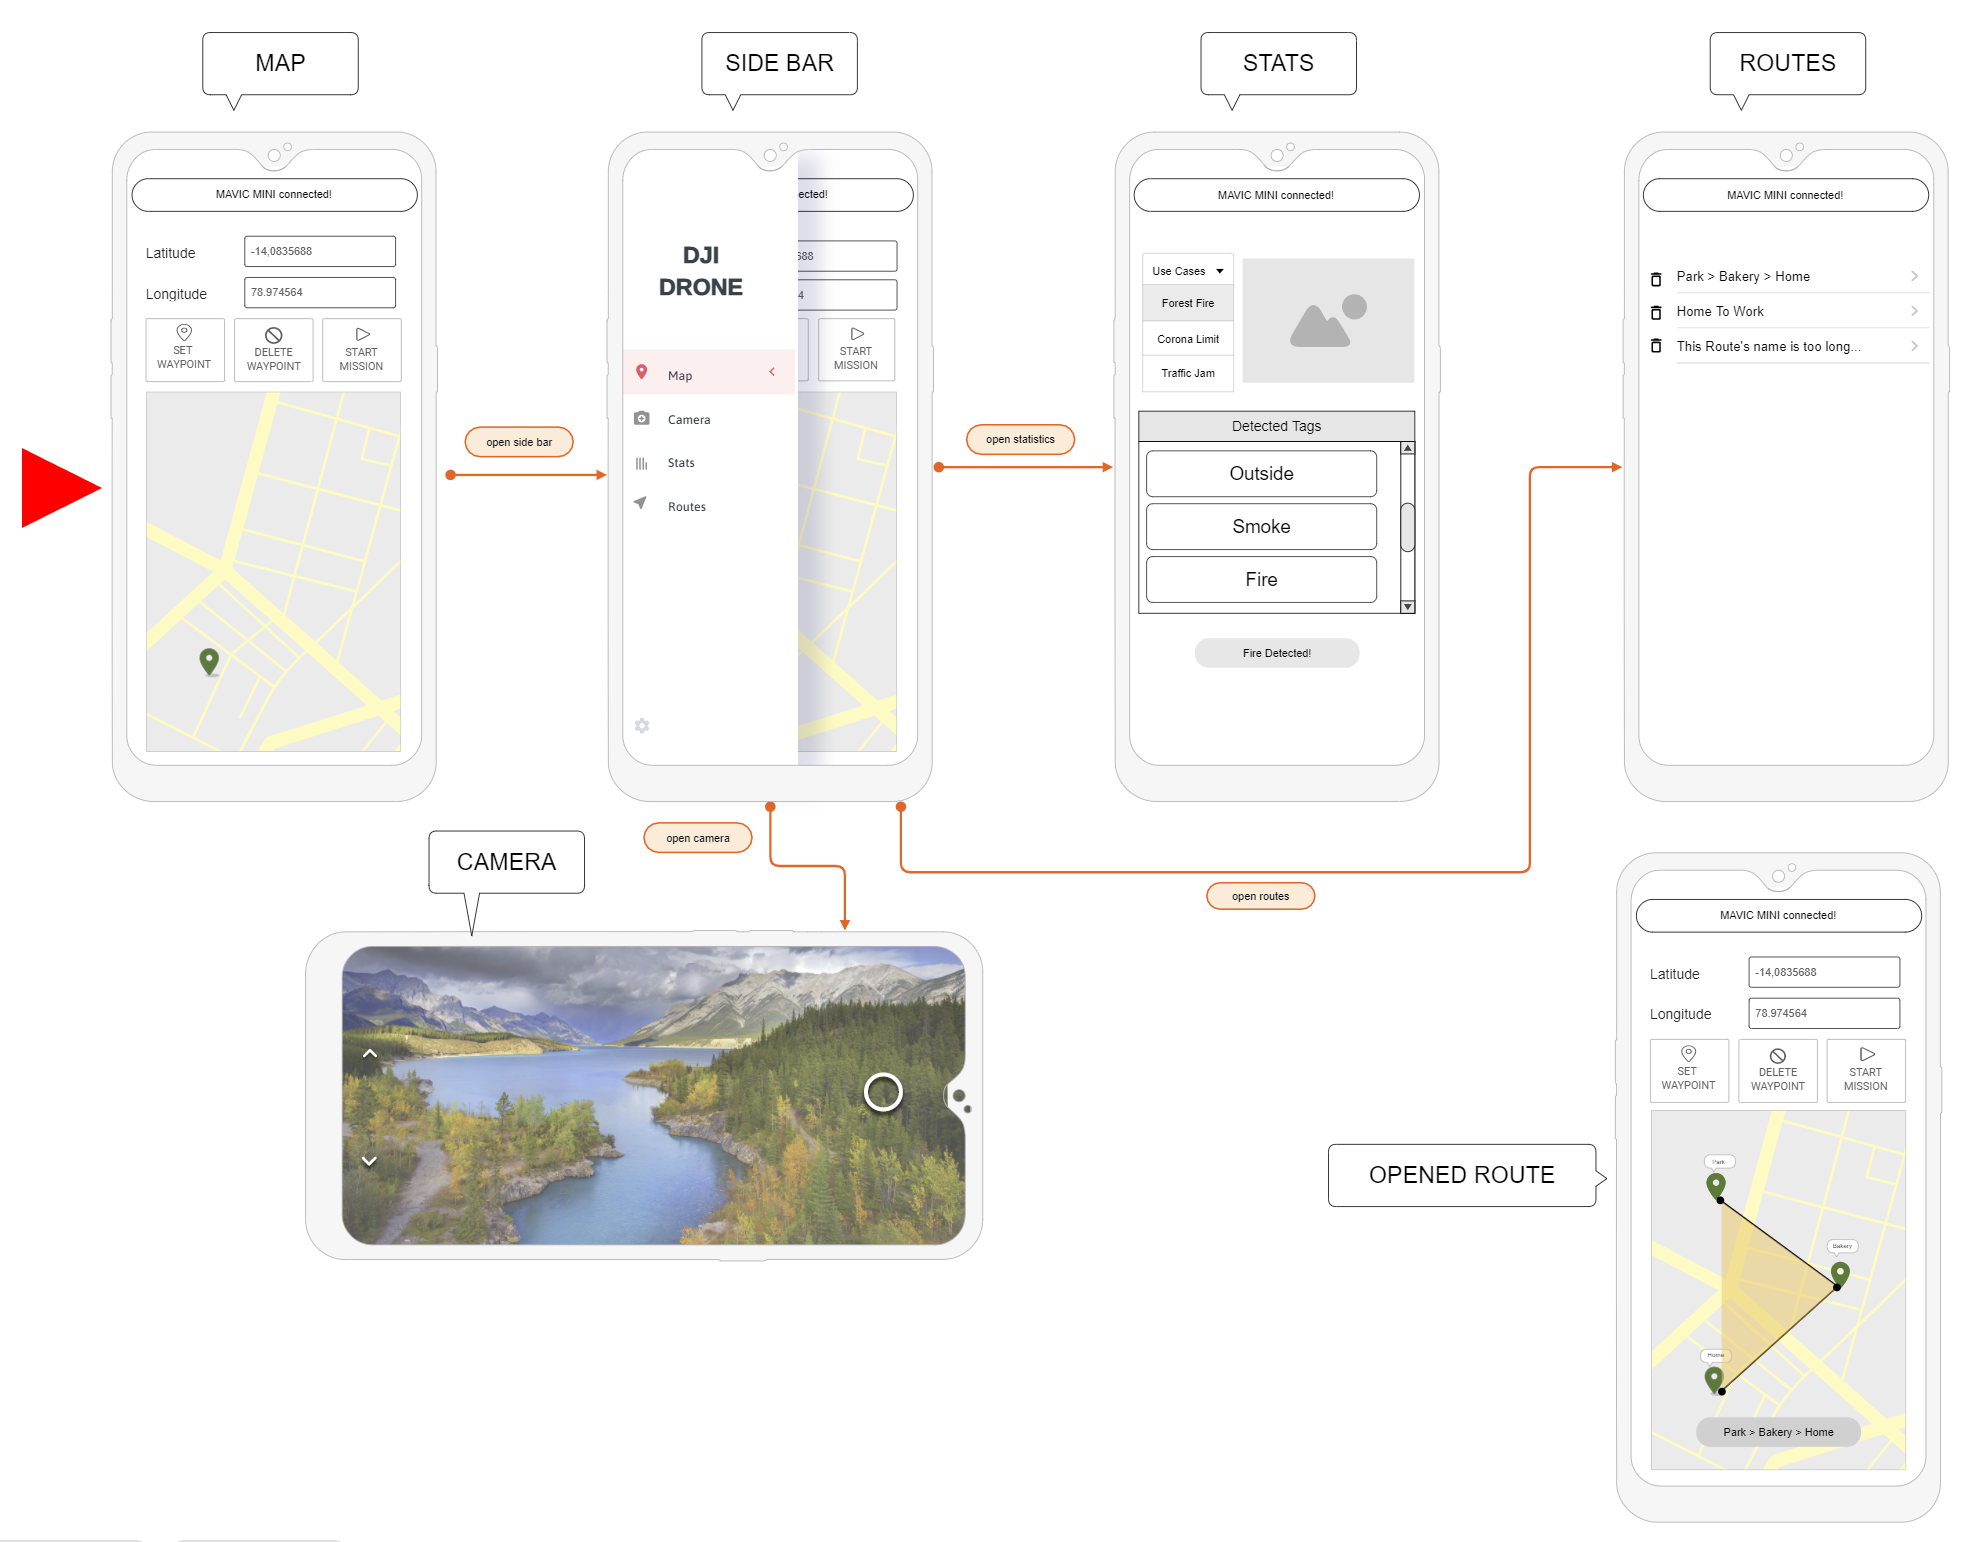 MAP
SIDE BAR
STATS
ROUTES
MAVIC MINI connected!
Latitude
-14,0835688
Longitude
78.974564
SET
WAYPOINT
DELETE
WAYPOINT
START
MISSION
open side bar
ected!
DJI
DRONE
688
4
START
MISSION
Map
Camera
Stats
Routes
open statistics
MAVIC MINI connected!
Use Cases
Forest Fire
Corona Limit
Traffic Jam
Detected Tags
Outside
Smoke
Fire
Fire Detected!
MAVIC MINI connected!
Park > Bakery > Home
Home To Work
This Route's name is too long...
open camera
CAMERA
open routes
OPENED ROUTE
MAVIC MINI connected!
Latitude
-14,0835688
Longitude
78.974564
SET
WAYPOINT
DELETE
WAYPOINT
START
MISSION
Park
Bakery
Home
Park > Bakery > Home